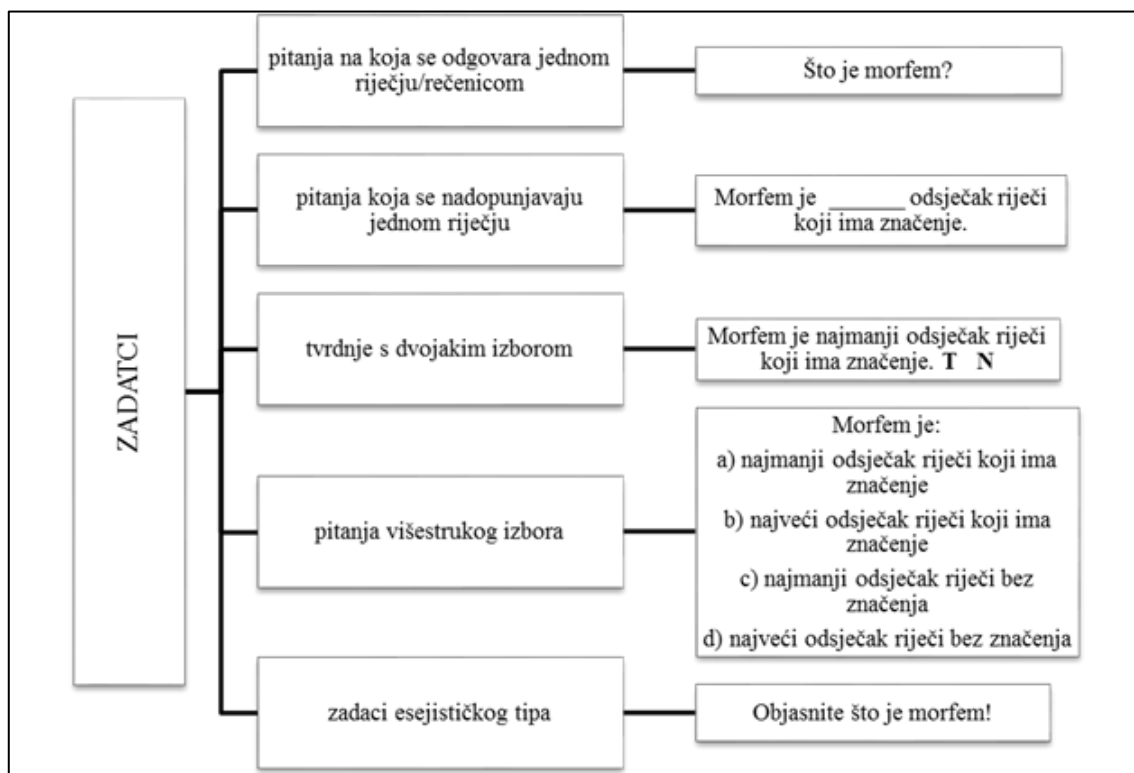 ZADATCI
pitanja na koja se odgovara jednom
riječju/rečenicom
Što je morfem?
pitanja koja se nadopunjavaju
jednom riječju
Morfem je _______ odsječak riječi
koji ima značenje.
tvrdnje s dvojakim izborom
Morfem je najmanji odsječak riječi
koji ima značenje. T N
pitanja višestrukog izbora
Morfem je:
a) najmanji odsječak riječi koji ima
značenje
b) najveći odsječak riječi koji ima
značenje
c) najmanji odsječak riječi bez
značenja
d) najveći odsječak riječi bez značenja
zadaci esejističkog tipa
Objasnite što je morfem!